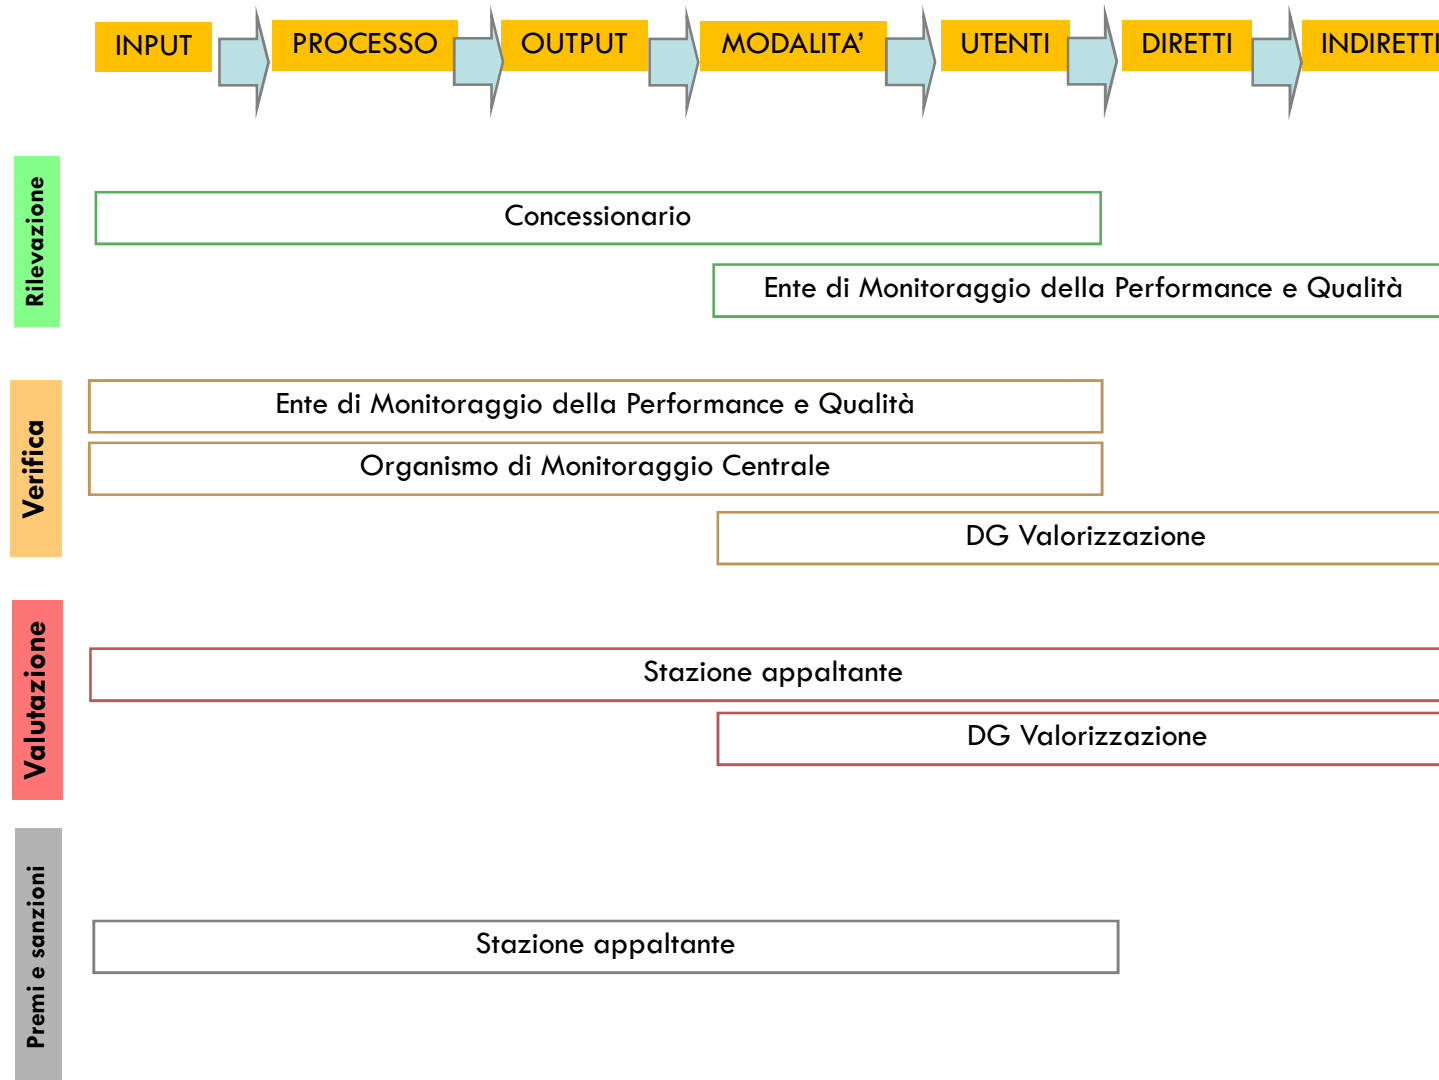 INPUT PROCESSO OUTPUT MODALITA’ UTENTI DIRETTI INDIRETTI
Rilevazione
Concessionario
Ente di Monitoraggio della Performance e Qualità
Verifica
Ente di Monitoraggio della Performance e Qualità
Organismo di Monitoraggio Centrale
DG Valorizzazione
Valutazione
Stazione appaltante
DG Valorizzazione
Premi e sanzioni
Stazione appaltante